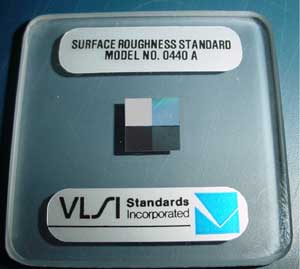 SURFACE ROUGHNESS STANDARD
MODEL NO. 0440 A
VLSI Standards
Incorporated